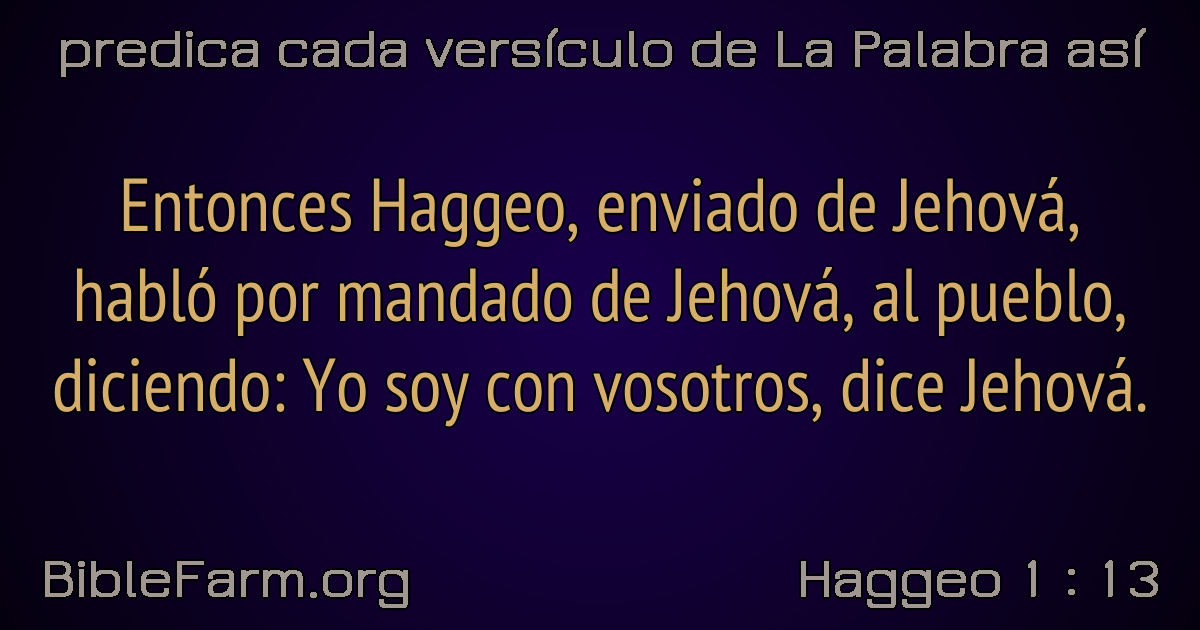 predica cada versículo de La Palabra así
Entonces Haggeo, enviado de Jehová,
habló por mandado de Jehová, al pueblo,
diciendo: Yo soy con vosotros, dice Jehová.
BibleFarm.org
Haggeo 1 : 13